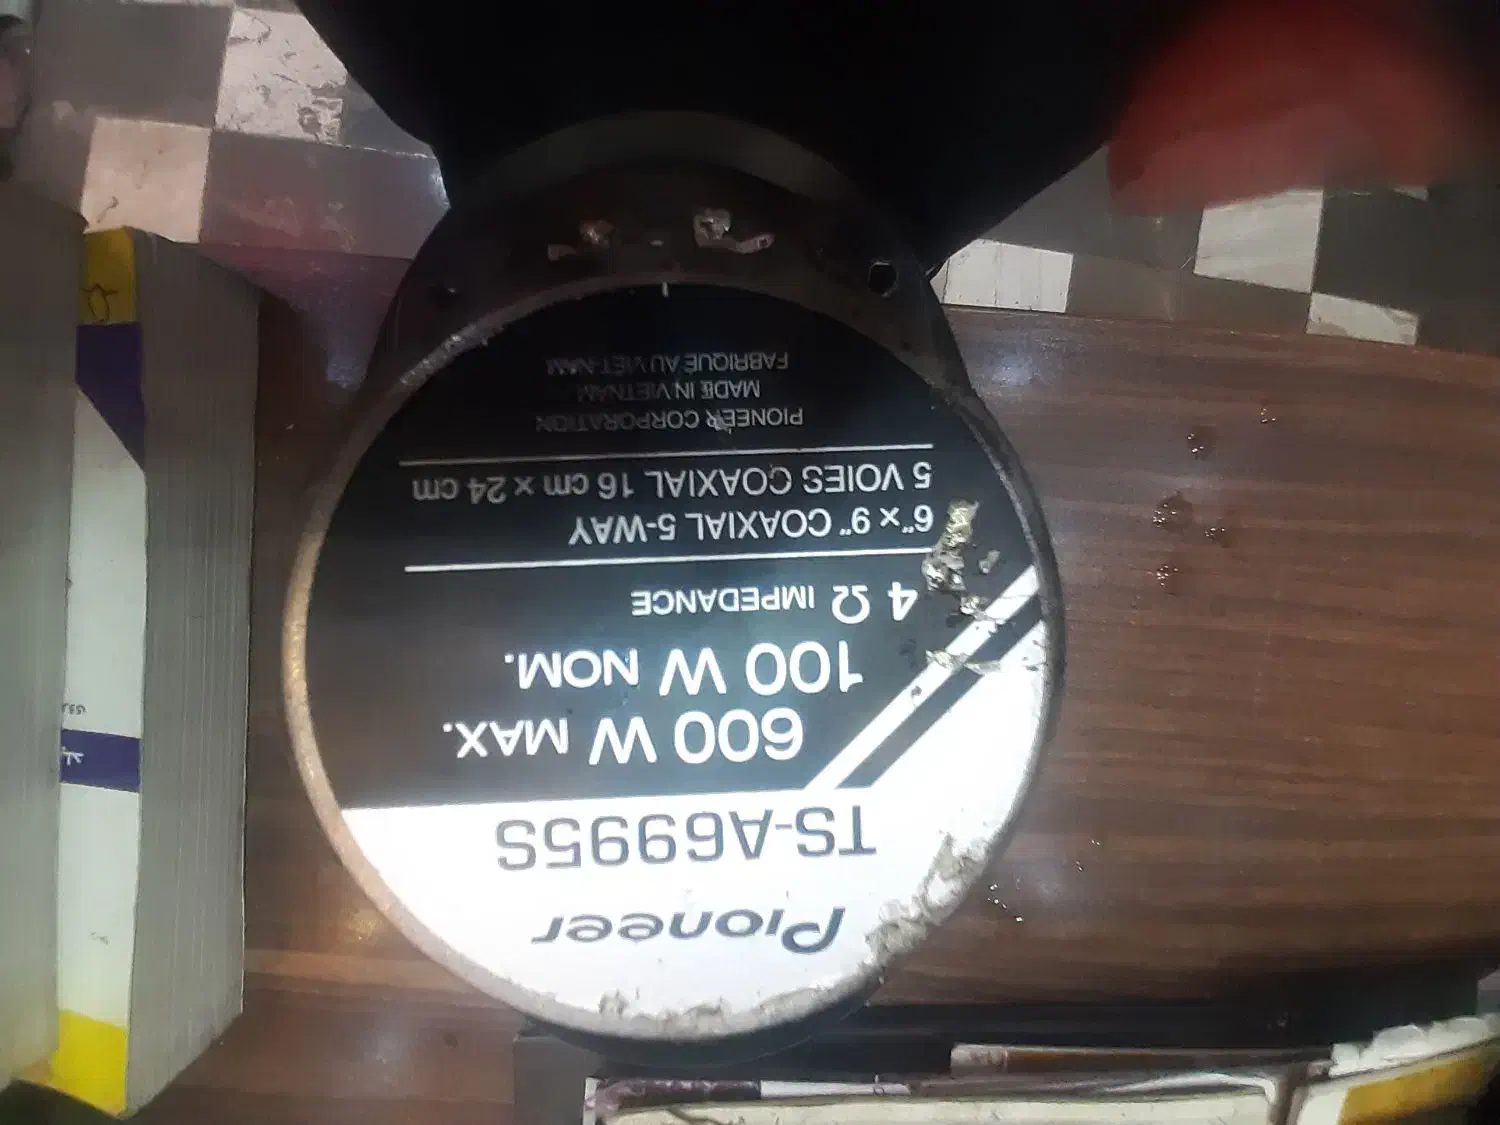 Pioneer
TS-A6995S
600 W MAX.
100 W NOM.
4 Ω IMPEDANCE
6" x 9" COAXIAL 5-WAY
5 VOIES COAXIAL 16 cm x 24 cm
PIONEER CORPORATION
MADE IN VIETNAM
FABRIQUÉ AU VIET-NAM